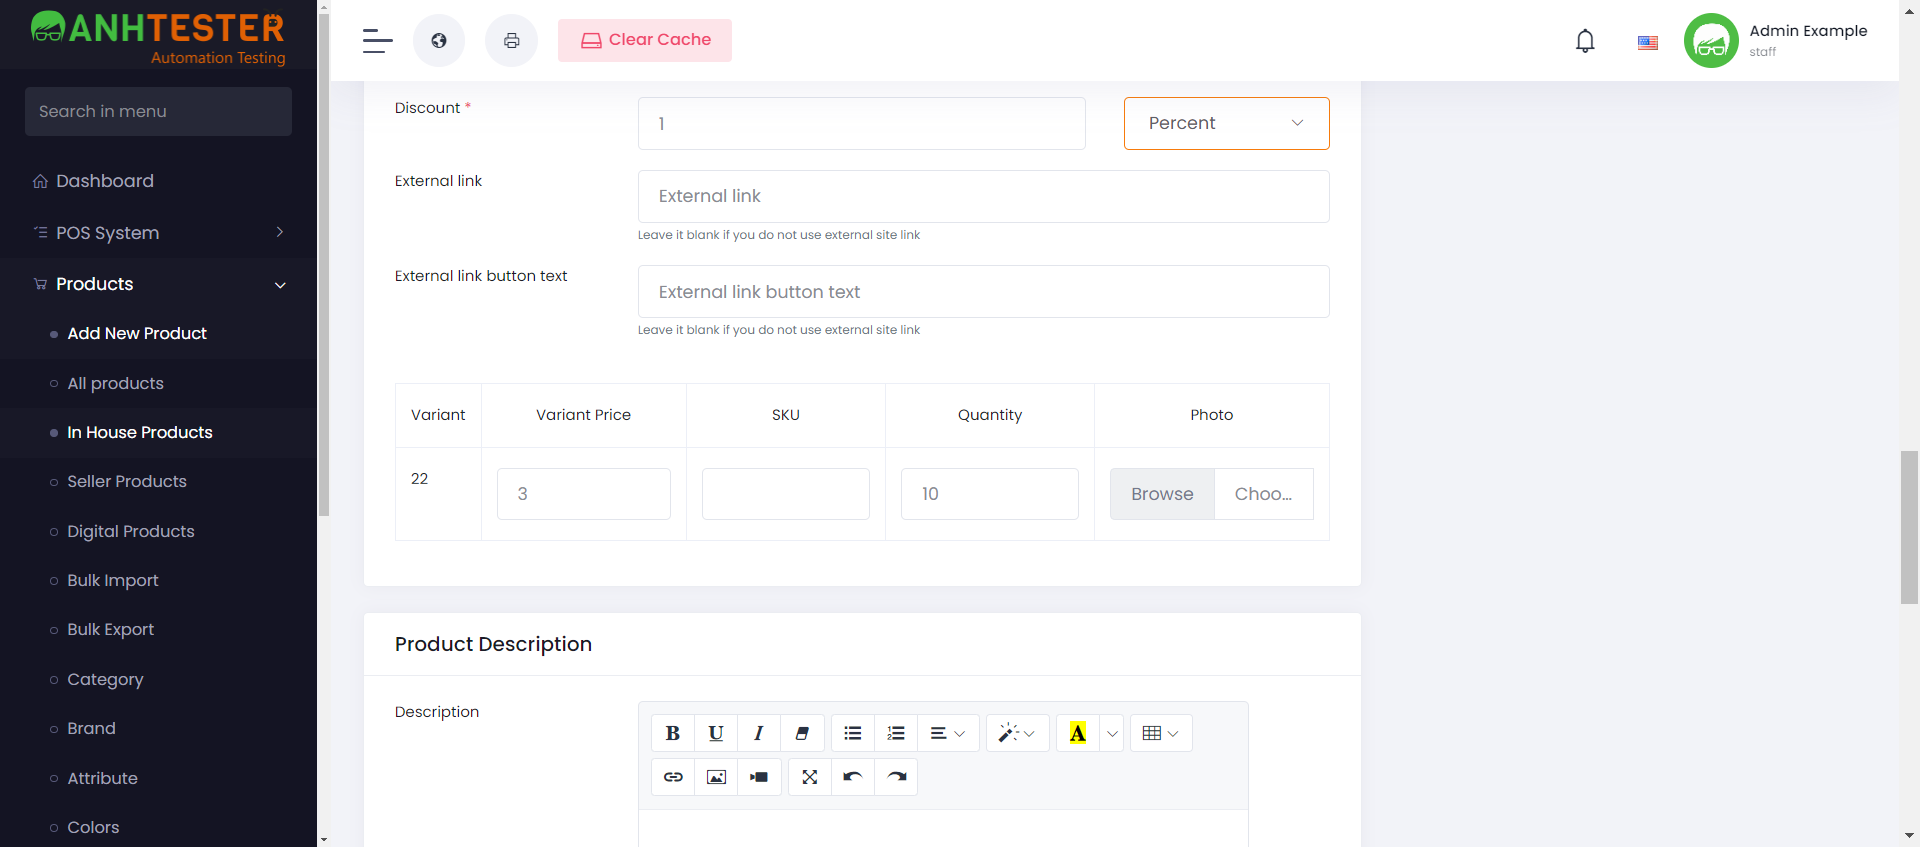 ANHTESTER
Automation Testing
Search in menu
Dashboard
POS System
Products
Add New Product
All products
In House Products
Seller Products
Digital Products
Bulk Import
Bulk Export
Category
Brand
Attribute
Colors
Clear Cache
Admin Example
staff
Discount *
1
Percent
External link
External link
Leave it blank if you do not use external site link
External link button text
External link button text
Leave it blank if you do not use external site link
Variant Variant Price SKU Quantity Photo
22 3 10 Browse Choo...
Product Description
Description
B U I
A